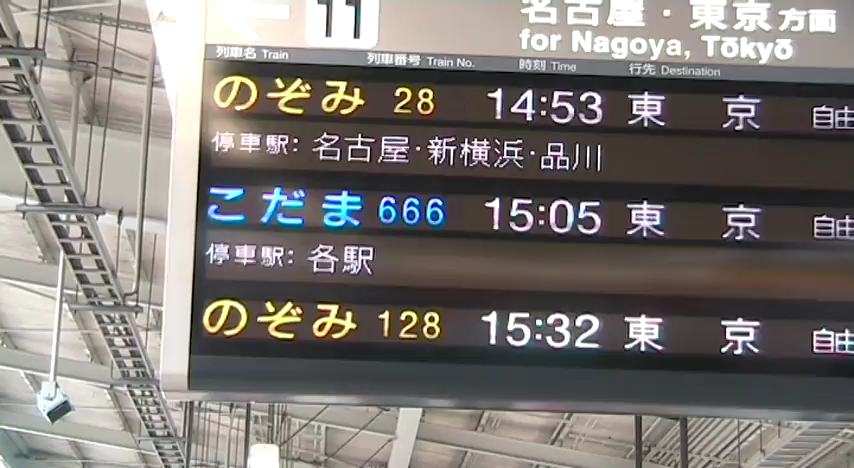 11 名古屋・東京方面
for Nagoya, Tōkyō
列車名 Train 列車番号 Train No. 時刻 Time 行先 Destination
のぞみ 28 14:53 東京 自由
停車駅: 名古屋・新横浜・品川
こだま 666 15:05 東京 自由
停車駅: 各駅
のぞみ 128 15:32 東京 自由